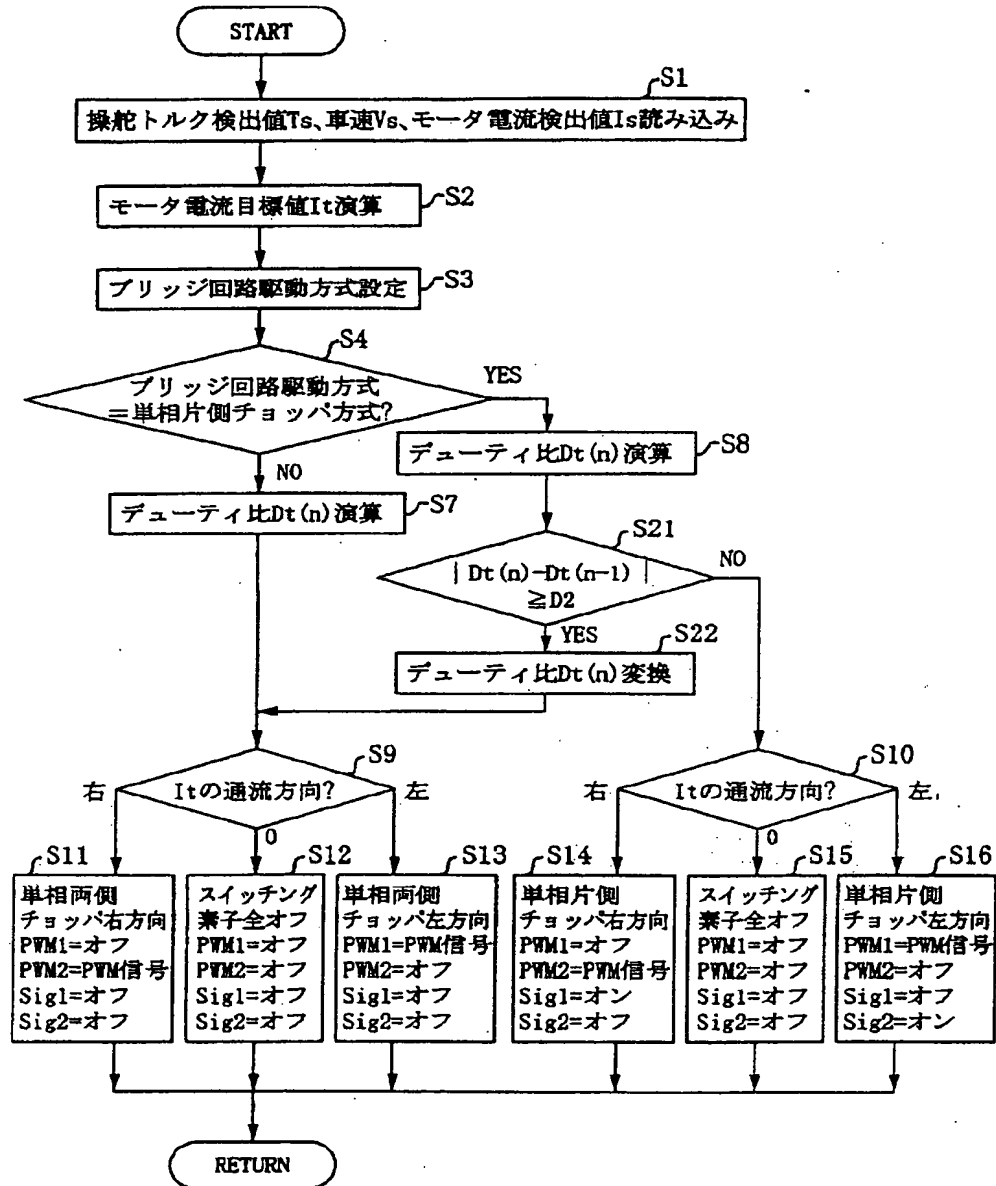 START
S1
操舵トルク検出値Ts、車速Vs、モータ電流検出値Is読み込み
S2
モータ電流目標値It演算
S3
ブリッジ回路駆動方式設定
S4
ブリッジ回路駆動方式
=単相片側チョッパ方式?
YES
NO
S8
デューティ比Dt(n)演算
S7
デューティ比Dt(n)演算
S21
|Dt(n)-Dt(n-1)|
≧D2
NO
YES
S22
デューティ比Dt(n)変換
S9
Itの通流方向?
右
左
0
S10
Itの通流方向?
右
左
0
S11
単相両側
チョッパ右方向
PWM1=オフ
PWM2=PWM信号
Sig1=オフ
Sig2=オフ
S12
スイッチング
素子全オフ
PWM1=オフ
PWM2=オフ
Sig1=オフ
Sig2=オフ
S13
単相両側
チョッパ左方向
PWM1=PWM信号
PWM2=オフ
Sig1=オフ
Sig2=オフ
S14
単相片側
チョッパ右方向
PWM1=オフ
PWM2=PWM信号
Sig1=オン
Sig2=オフ
S15
スイッチング
素子全オフ
PWM1=オフ
PWM2=オフ
Sig1=オフ
Sig2=オフ
S16
単相片側
チョッパ左方向
PWM1=PWM信号
PWM2=オフ
Sig1=オフ
Sig2=オン
RETURN